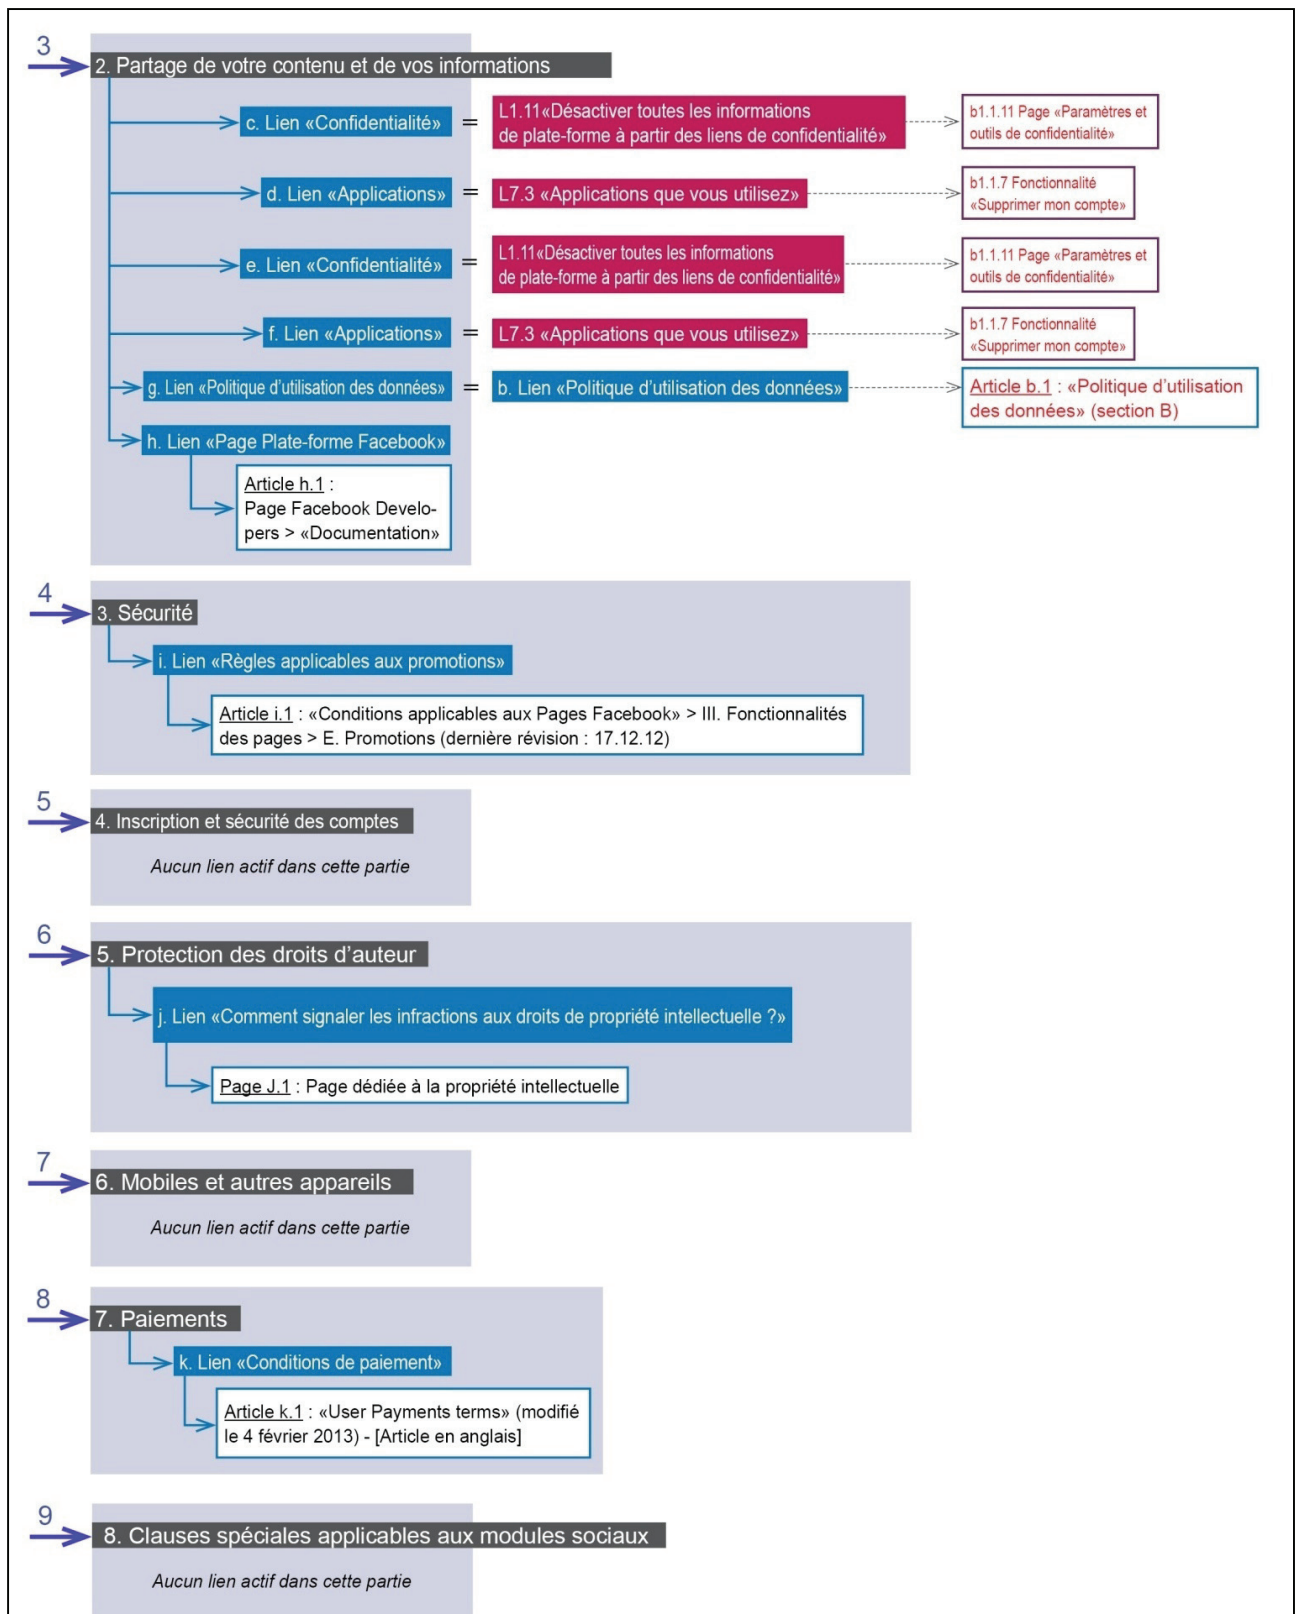 3
2. Partage de votre contenu et de vos informations
c. Lien «Confidentialité»
=
L1.11«Désactiver toutes les informations
de plate-forme à partir des liens de confidentialité»
b1.1.11 Page «Paramètres et
outils de confidentialité»
d. Lien «Applications»
=
L7.3 «Applications que vous utilisez»
b1.1.7 Fonctionnalité
«Supprimer mon compte»
e. Lien «Confidentialité»
=
L1.11«Désactiver toutes les informations
de plate-forme à partir des liens de confidentialité»
b1.1.11 Page «Paramètres et
outils de confidentialité»
f. Lien «Applications»
=
L7.3 «Applications que vous utilisez»
b1.1.7 Fonctionnalité
«Supprimer mon compte»
g. Lien «Politique d’utilisation des données»
=
b. Lien «Politique d’utilisation des données»
Article b.1 : «Politique d’utilisation
des données» (section B)
h. Lien «Page Plate-forme Facebook»
Article h.1 :
Page Facebook Develo-
pers > «Documentation»
4
3. Sécurité
i. Lien «Règles applicables aux promotions»
Article i.1 : «Conditions applicables aux Pages Facebook» > III. Fonctionnalités
des pages > E. Promotions (dernière révision : 17.12.12)
5
4. Inscription et sécurité des comptes
Aucun lien actif dans cette partie
6
5. Protection des droits d’auteur
j. Lien «Comment signaler les infractions aux droits de propriété intellectuelle ?»
Page J.1 : Page dédiée à la propriété intellectuelle
7
6. Mobiles et autres appareils
Aucun lien actif dans cette partie
8
7. Paiements
k. Lien «Conditions de paiement»
Article k.1 : «User Payments terms» (modifié
le 4 février 2013) - [Article en anglais]
9
8. Clauses spéciales applicables aux modules sociaux
Aucun lien actif dans cette partie